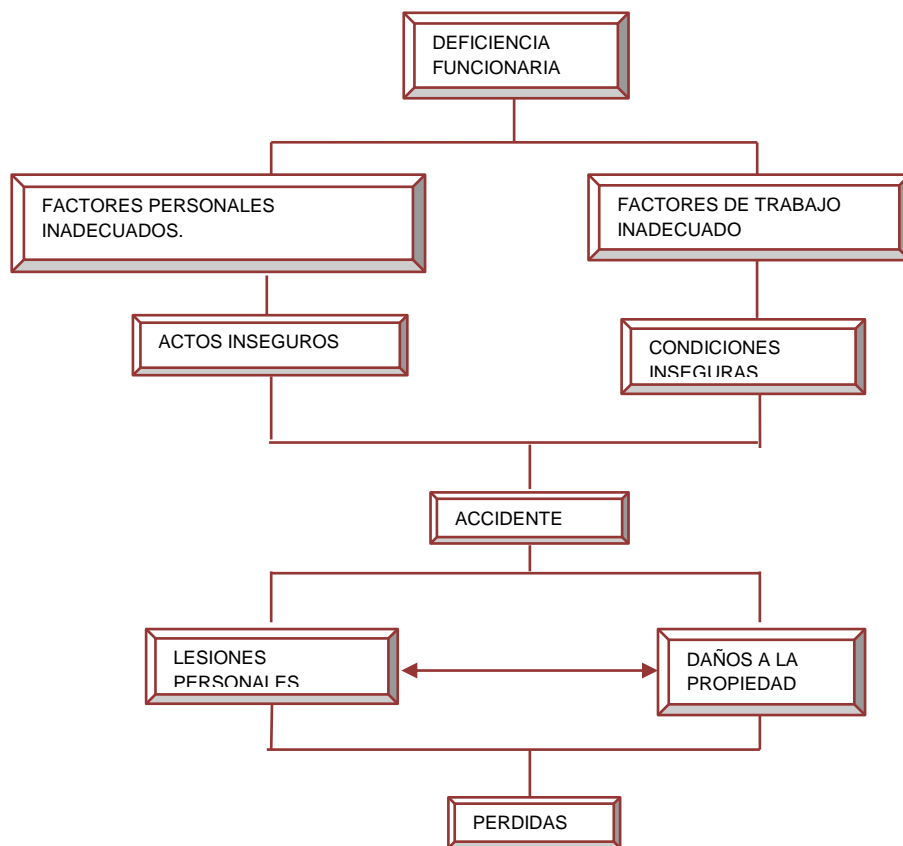 DEFICIENCIA
FUNCIONARIA
FACTORES PERSONALES
INADECUADOS.
FACTORES DE TRABAJO
INADECUADO
ACTOS INSEGUROS
CONDICIONES
INSEGURAS
ACCIDENTE
LESIONES
PERSONALES
DAÑOS A LA
PROPIEDAD
PERDIDAS